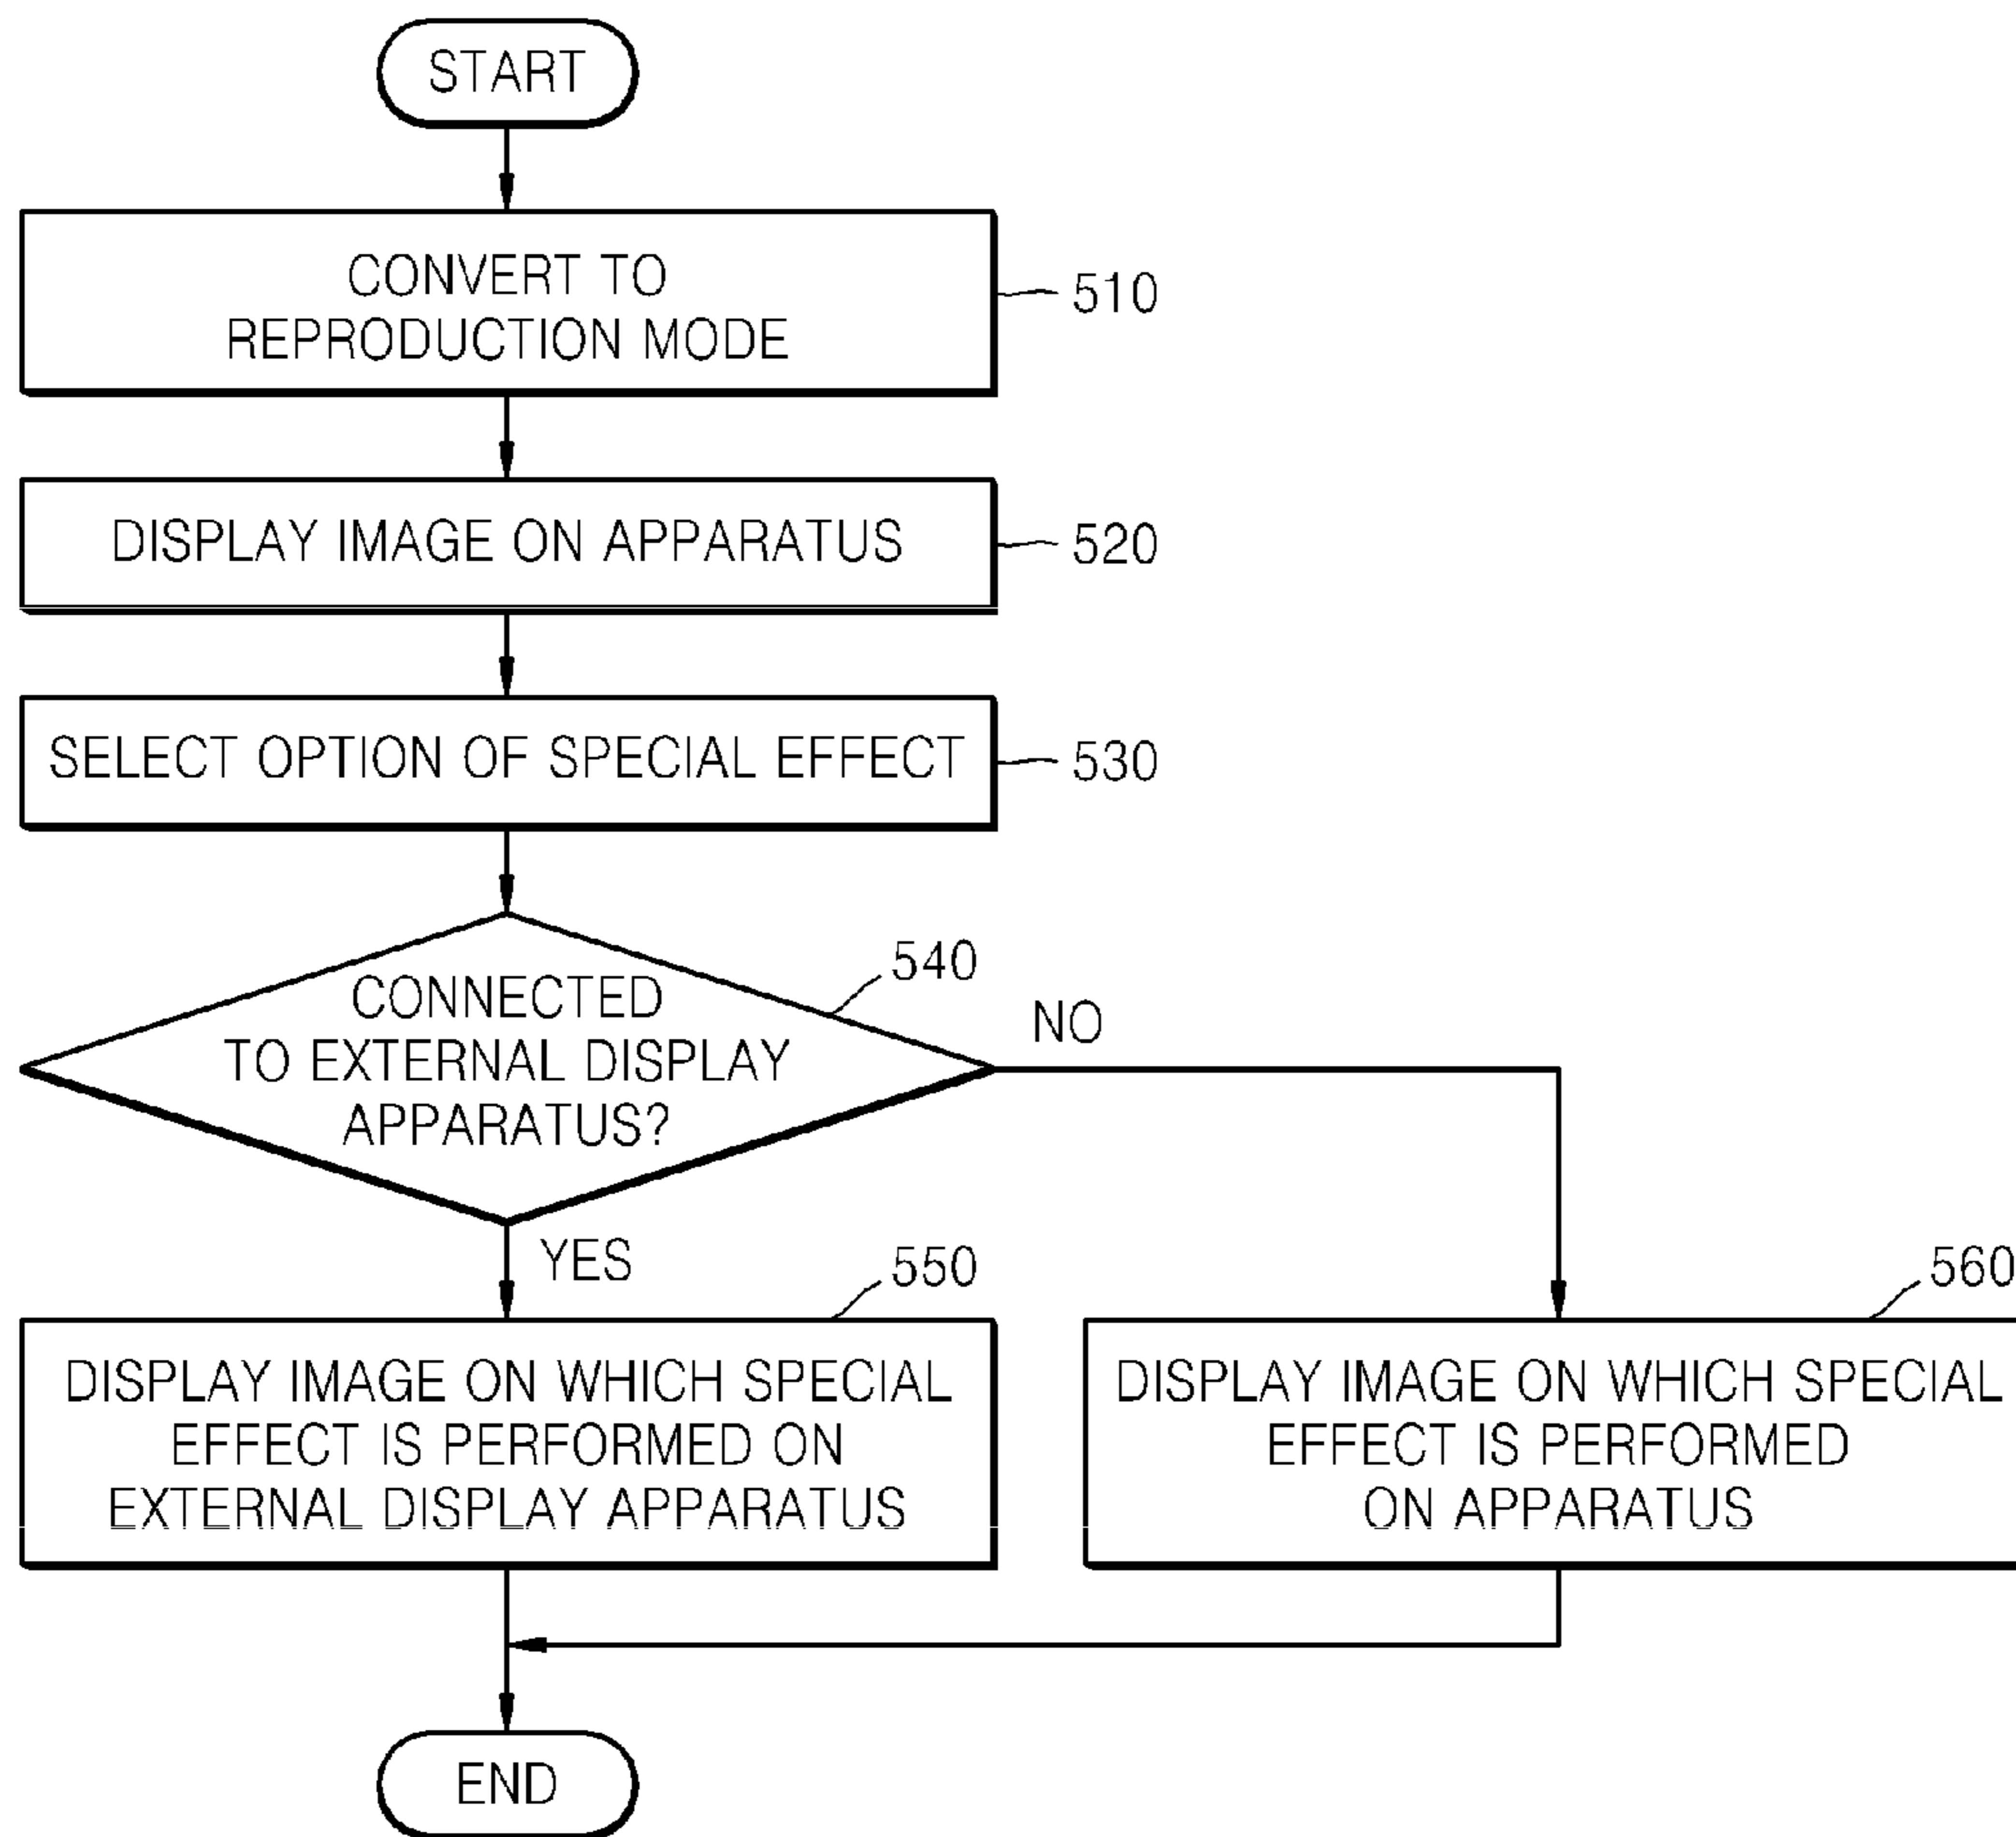 START
CONVERT TO
REPRODUCTION MODE
510
DISPLAY IMAGE ON APPARATUS
520
SELECT OPTION OF SPECIAL EFFECT
530
540
CONNECTED
TO EXTERNAL DISPLAY
APPARATUS?
NO
YES
550
DISPLAY IMAGE ON WHICH SPECIAL
EFFECT IS PERFORMED ON
EXTERNAL DISPLAY APPARATUS
560
DISPLAY IMAGE ON WHICH SPECIAL
EFFECT IS PERFORMED
ON APPARATUS
END